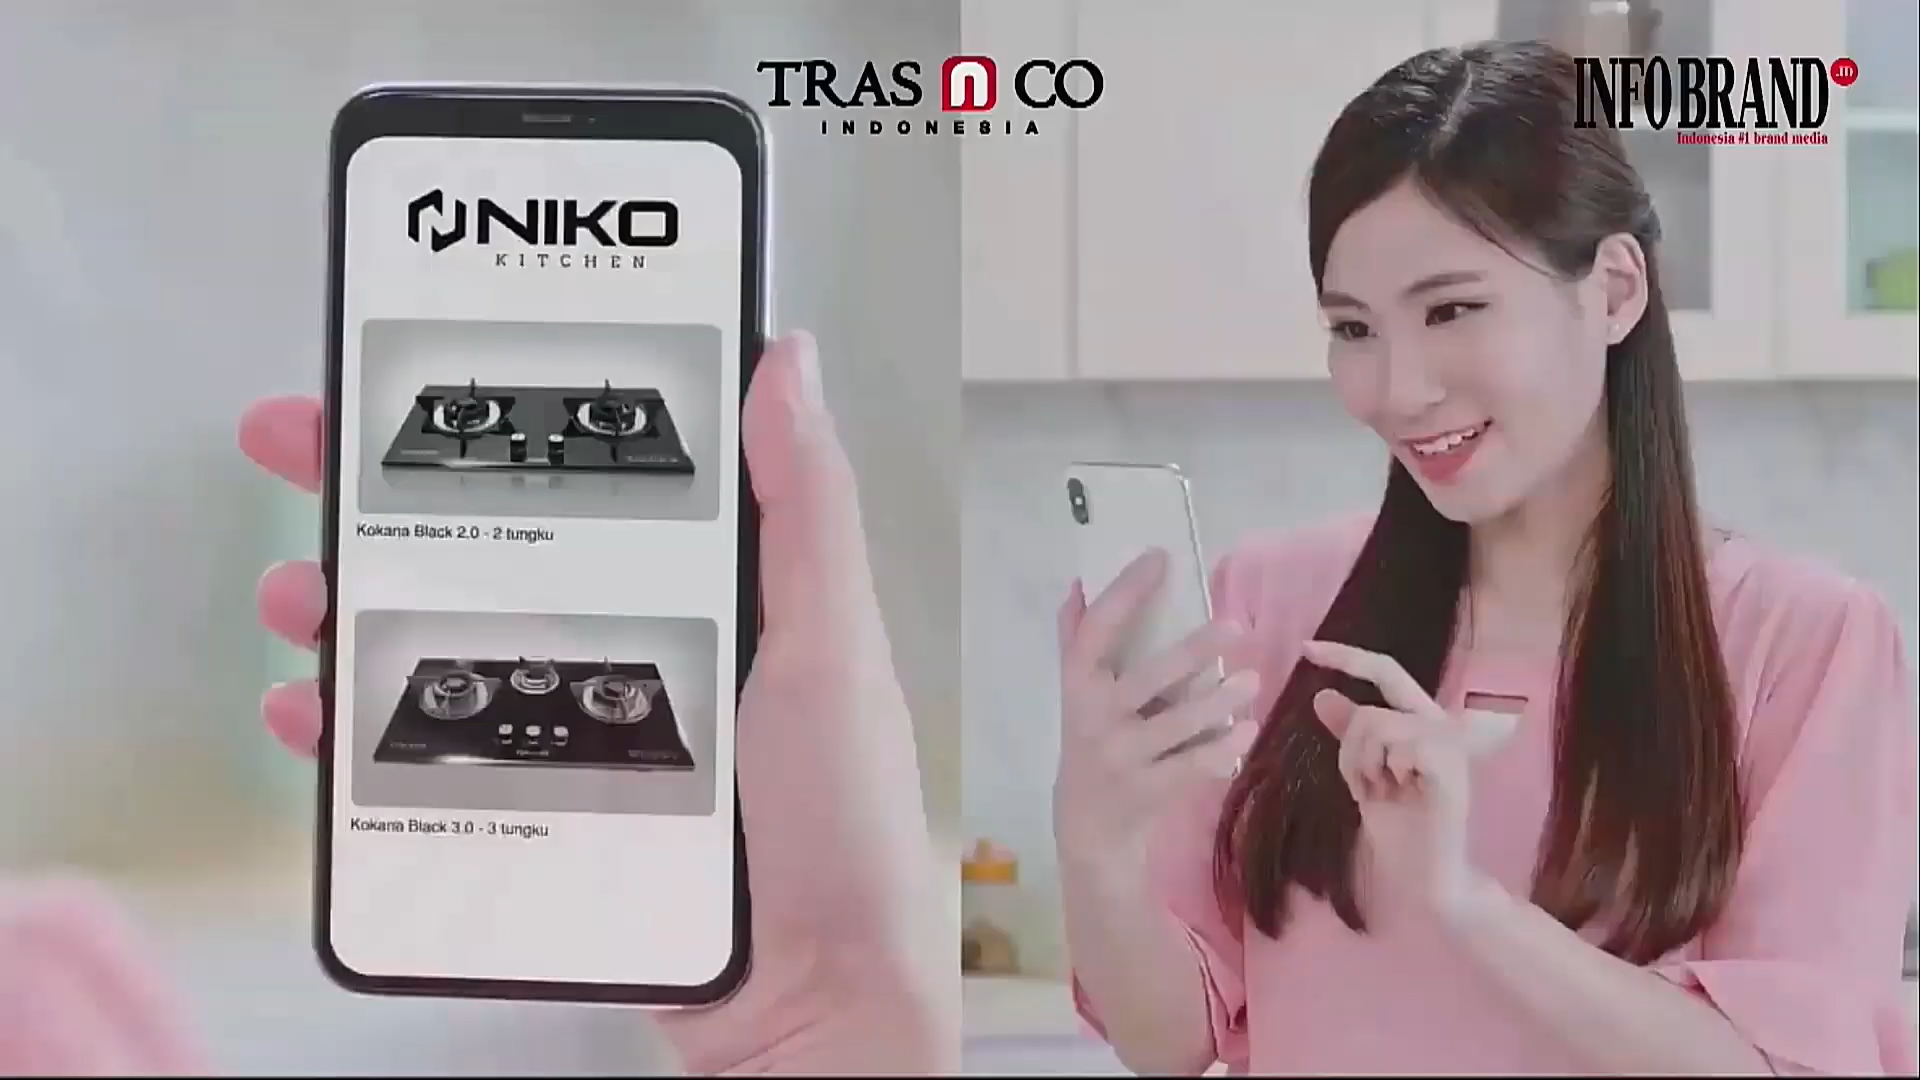 TRAS n CO
INDONESIA
INFOBRAND.ID
Indonesia #1 brand media
NIKO
KITCHEN
Kokana Black 2.0 - 2 tungku
Kokana Black 3.0 - 3 tungku